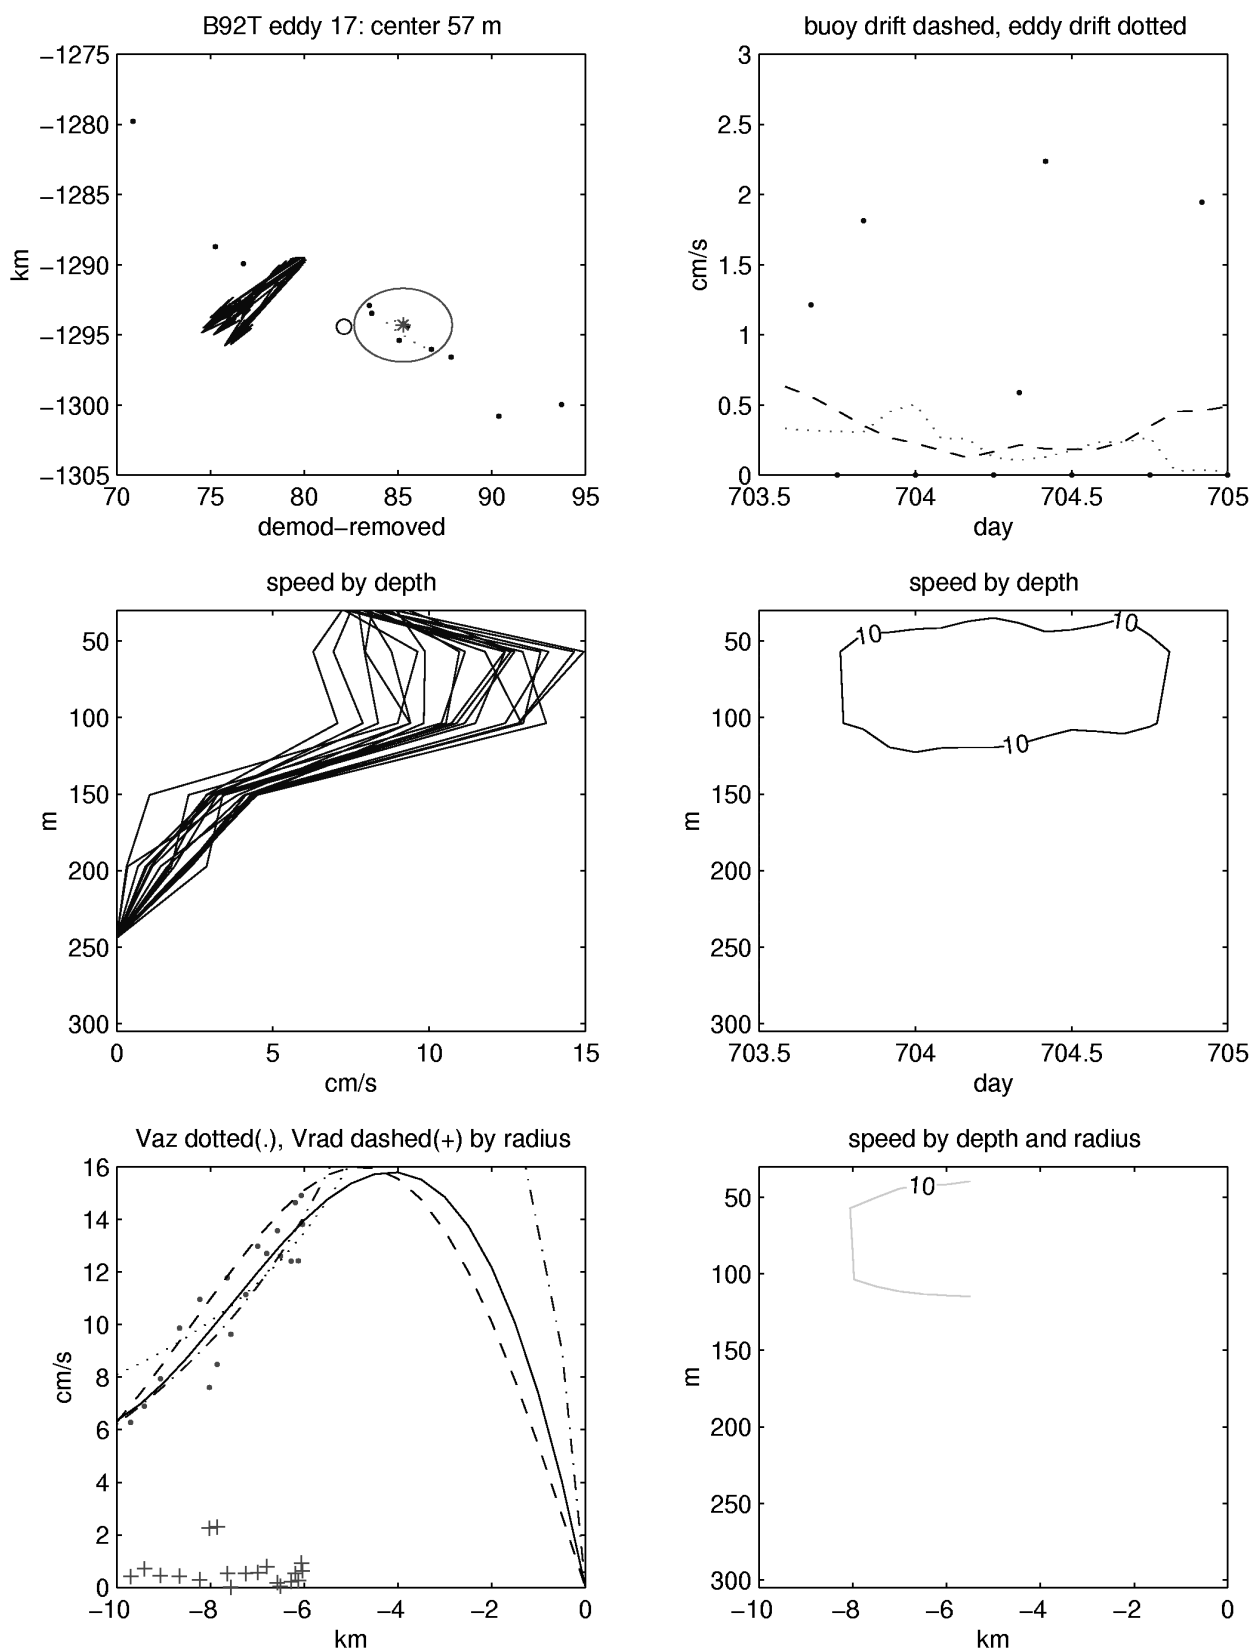 B92T eddy 17: center 57 m
−1275
−1280
−1285
−1290
−1295
−1300
−1305
km
70 75 80 85 90 95
demod−removed
buoy drift dashed, eddy drift dotted
3
2.5
2
1.5
1
0.5
0
cm/s
703.5 704 704.5 705
day
speed by depth
50
100
150
200
250
300
m
0 5 10 15
cm/s
speed by depth
10
10
10
50
100
150
200
250
300
m
703.5 704 704.5 705
day
Vaz dotted(.), Vrad dashed(+) by radius
16
14
12
10
8
6
4
2
0
cm/s
−10 −8 −6 −4 −2 0
km
speed by depth and radius
10
50
100
150
200
250
300
m
−10 −8 −6 −4 −2 0
km